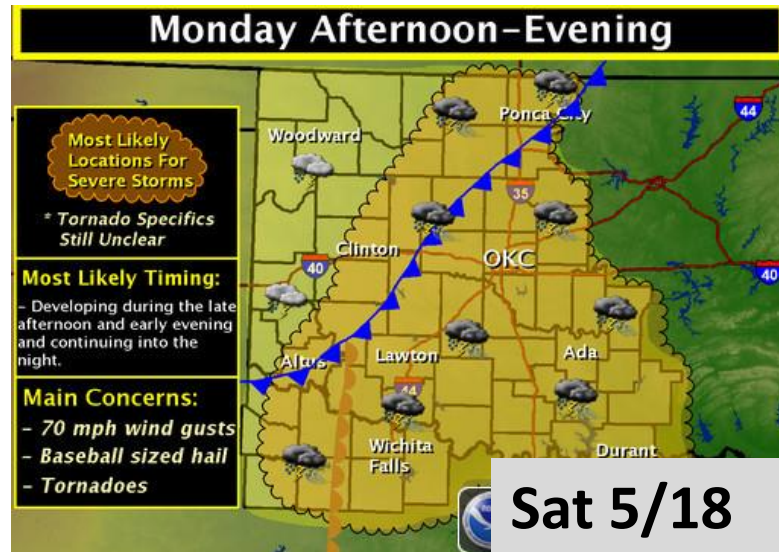 Monday Afternoon-Evening
Most Likely
Locations For
Severe Storms
* Tornado Specifics
Still Unclear
Most Likely Timing:
- Developing during the late
afternoon and early evening
and continuing into the
night.
Main Concerns:
- 70 mph wind gusts
- Baseball sized hail
- Tornadoes
Woodward
Ponca City
44
35
Clinton
OKC
40
40
Altus
Lawton
Ada
44
Wichita
Falls
Durant
Sat 5/18